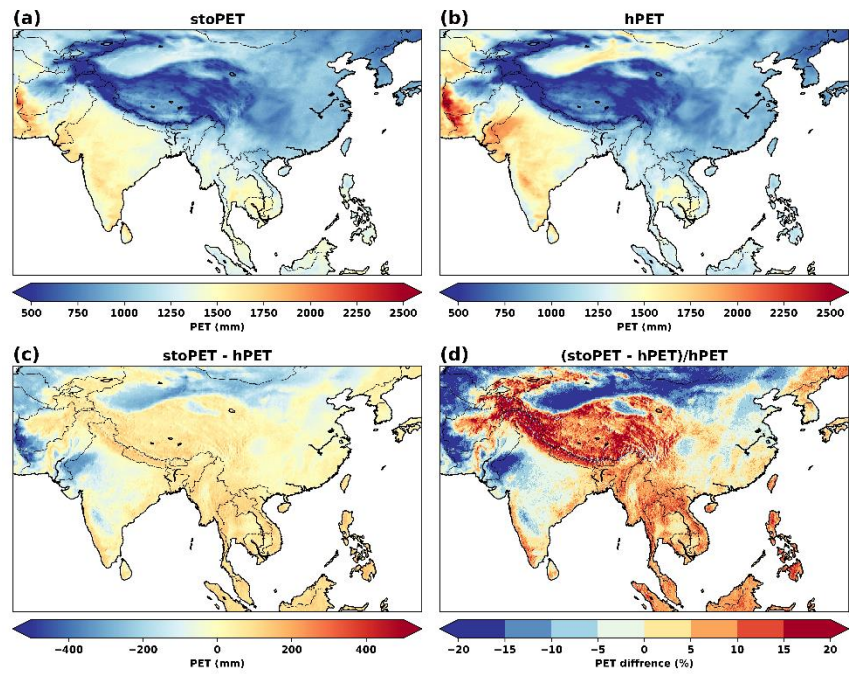 (a) stoPET
(b) hPET
500 750 1000 1250 1500 1750 2000 2250 2500
PET (mm)
500 750 1000 1250 1500 1750 2000 2250 2500
PET (mm)
(c) stoPET - hPET
(d) (stoPET - hPET)/hPET
−400 −200 0 200 400
PET (mm)
−20 −15 −10 −5 0 5 10 15 20
PET diffrence (%)